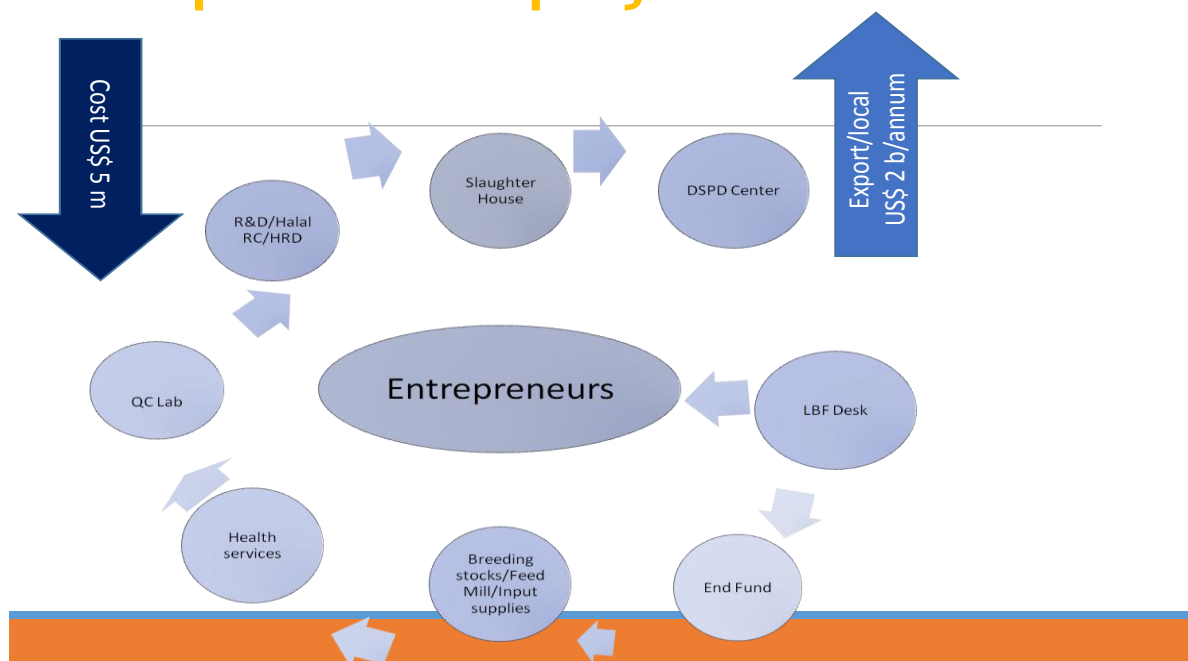 Cost US$ 5 m
Export/local
US$ 2 b/annum
Slaughter
House
DSPD Center
R&D/Halal
RC/HRD
Entrepreneurs
QC Lab
LBF Desk
Health
services
Breeding
stocks/Feed
Mill/Input
supplies
End Fund